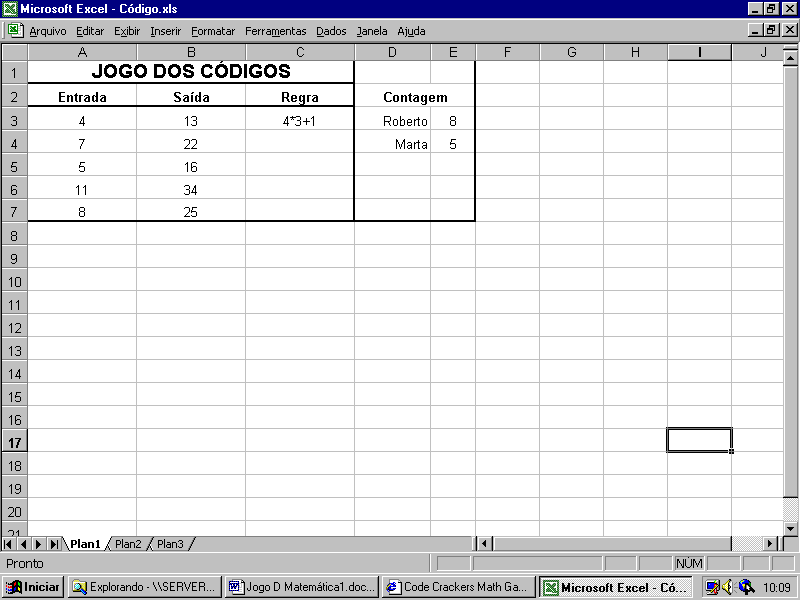 Microsoft Excel - Código.xls
Arquivo Editar Exibir Inserir Formatar Ferramentas Dados Janela Ajuda
A B C D E F G H I J
1 JOGO DOS CÓDIGOS
2 Entrada Saída Regra Contagem
3 4 13 4*3+1 Roberto 8
4 7 22 Marta 5
5 5 16
6 11 34
7 8 25
8
9
10
11
12
13
14
15
16
17
18
19
20
21
Plan1 Plan2 Plan3
Pronto NÚM
Iniciar Explorando - \\SERVER... Jogo D Matemática1.doc... Code Crackers Math Ga... Microsoft Excel - Có... 10:09